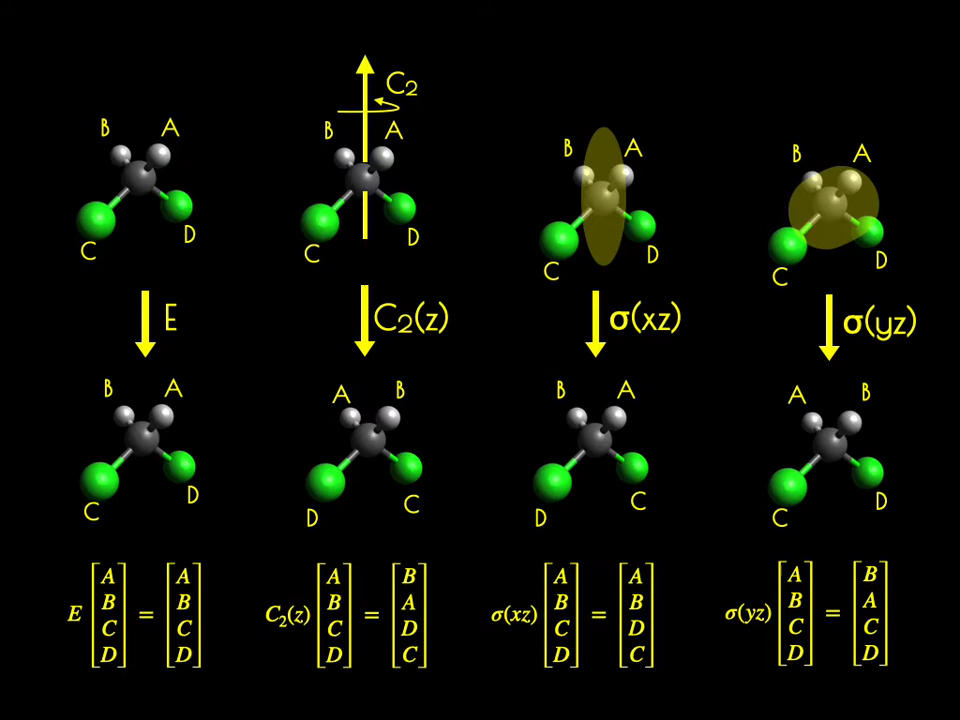 C2
B A
B A
B A
B A
C D
C D
C D
C D
E
C2(z)
σ(xz)
σ(yz)
B A
A B
B A
A B
C D
D C
D C
C D
E [A B C D] = [A B C D]
C₂(z) [A B C D] = [B A D C]
σ(xz) [A B C D] = [A B D C]
σ(yz) [A B C D] = [B A C D]